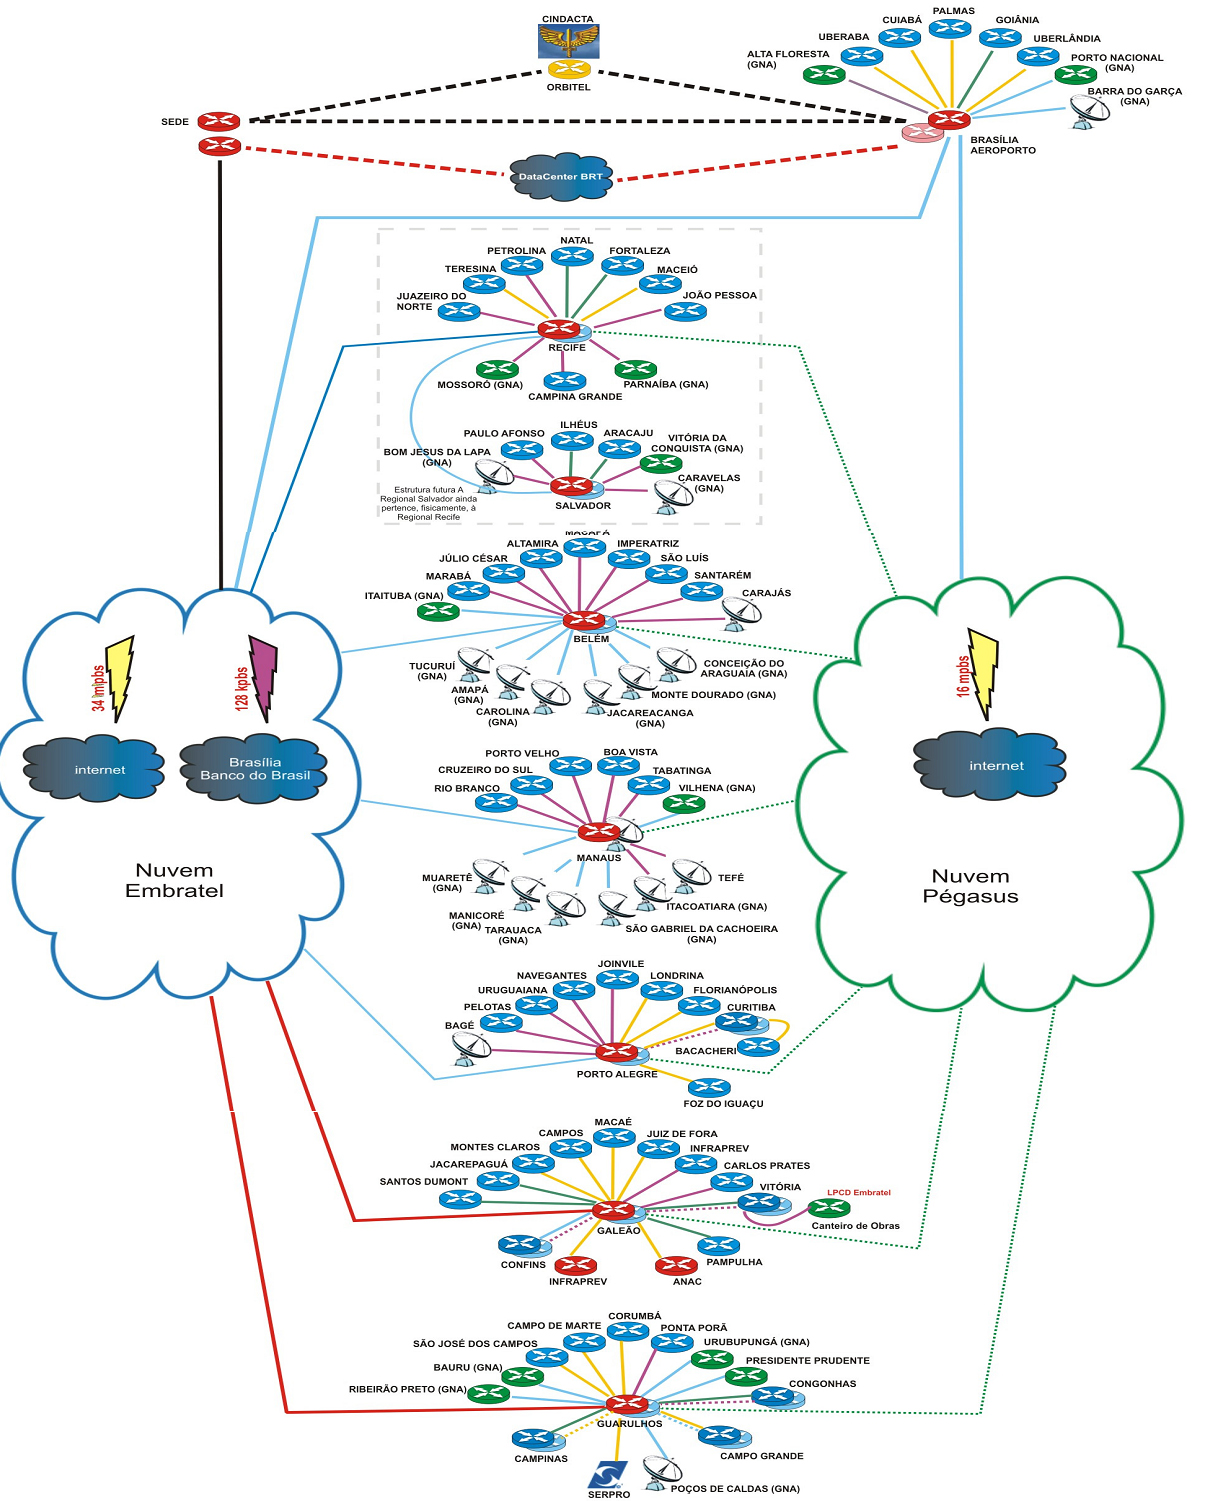 CINDACTA
ORBITEL
SEDE
DataCenter BRT
PALMAS
CUIABÁ
GOIÂNIA
UBERABA
UBERLÂNDIA
ALTA FLORESTA
(GNA)
PORTO NACIONAL
(GNA)
BARRA DO GARÇA
(GNA)
BRASÍLIA
AEROPORTO
NATAL
PETROLINA
FORTALEZA
TERESINA
MACEIÓ
JUAZEIRO DO
NORTE
JOÃO PESSOA
RECIFE
MOSSORÓ (GNA)
PARNAÍBA (GNA)
CAMPINA GRANDE
ILHÉUS
PAULO AFONSO
ARACAJU
VITÓRIA DA
CONQUISTA (GNA)
BOM JESUS DA LAPA
(GNA)
CARAVELAS
(GNA)
SALVADOR
Estrutura futura A
Regional Salvador ainda
pertence, fisicamente, à
Regional Recife
MACAPÁ
ALTAMIRA
IMPERATRIZ
JÚLIO CÉSAR
SÃO LUÍS
MARABÁ
SANTARÉM
ITAITUBA (GNA)
CARAJÁS
BELÉM
TUCURUÍ
(GNA)
CONCEIÇÃO DO
ARAGUAIA (GNA)
AMAPÁ
(GNA)
MONTE DOURADO (GNA)
CAROLINA
(GNA)
JACAREACANGA
(GNA)
34 mpbs
128 kpbs
internet
Brasília
Banco do Brasil
Nuvem
Embratel
16 mpbs
internet
Nuvem
Pégasus
PORTO VELHO
BOA VISTA
CRUZEIRO DO SUL
TABATINGA
RIO BRANCO
VILHENA (GNA)
MANAUS
MUARETÊ
(GNA)
TEFÉ
MANICORÉ
(GNA)
ITACOATIARA (GNA)
TARAUACA
(GNA)
SÃO GABRIEL DA CACHOEIRA
(GNA)
JOINVILE
NAVEGANTES
LONDRINA
URUGUAIANA
FLORIANÓPOLIS
PELOTAS
CURITIBA
BAGÉ
BACACHERI
PORTO ALEGRE
FOZ DO IGUAÇU
MACAÉ
CAMPOS
JUIZ DE FORA
MONTES CLAROS
INFRAPREV
JACAREPAGUÁ
CARLOS PRATES
SANTOS DUMONT
VITÓRIA
LPCD Embratel
Canteiro de Obras
GALEÃO
CONFINS
PAMPULHA
INFRAPREV
ANAC
CORUMBÁ
CAMPO DE MARTE
PONTA PORÃ
SÃO JOSÉ DOS CAMPOS
URUBUPUNGÁ (GNA)
BAURU (GNA)
PRESIDENTE PRUDENTE
RIBEIRÃO PRETO (GNA)
CONGONHAS
GUARULHOS
CAMPINAS
CAMPO GRANDE
SERPRO
POÇOS DE CALDAS (GNA)